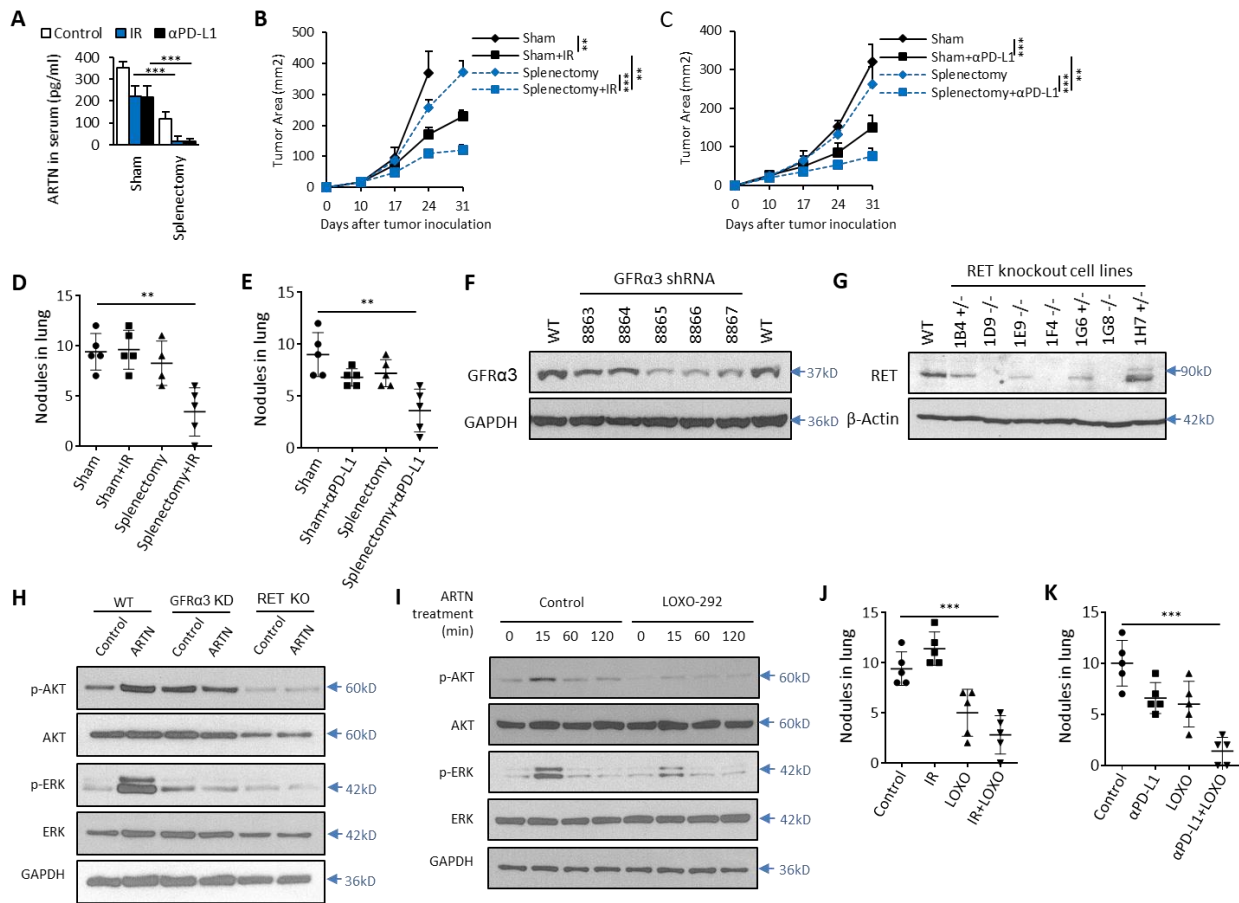 A
Control IR αPD-L1
ARTN in serum (pg/ml)
400
300
200
100
0
***
***
Sham
Splenectomy
B
Tumor Area (mm2)
500
400
300
200
100
0
0 10 17 24 31
Days after tumor inoculation
Sham
Sham+IR
Splenectomy
Splenectomy+IR
**
***
**
C
Tumor Area (mm2)
400
300
200
100
0
0 10 17 24 31
Days after tumor inoculation
Sham
Sham+αPD-L1
Splenectomy
Splenectomy+αPD-L1
***
***
**
D
Nodules in lung
15
10
5
0
**
Sham
Sham+IR
Splenectomy
Splenectomy+IR
E
Nodules in lung
15
10
5
0
**
Sham
Sham+αPD-L1
Splenectomy
Splenectomy+αPD-L1
F
GFRα3 shRNA
WT 8863 8864 8865 8866 8867 WT
GFRα3 37kD
GAPDH 36kD
G
RET knockout cell lines
WT 1B4 +/- 1D9 -/- 1E9 -/- 1F4 -/- 1G6 +/- 1G8 -/- 1H7 +/-
RET 90kD
β-Actin 42kD
H
WT GFRα3 KD RET KO
Control ARTN Control ARTN Control ARTN
p-AKT 60kD
AKT 60kD
p-ERK 42kD
ERK 42kD
GAPDH 36kD
I
ARTN treatment (min)
Control LOXO-292
0 15 60 120 0 15 60 120
p-AKT 60kD
AKT 60kD
p-ERK 42kD
ERK 42kD
GAPDH 36kD
J
Nodules in lung
15
10
5
0
***
Control
IR
LOXO
IR+LOXO
K
Nodules in lung
15
10
5
0
***
Control
αPD-L1
LOXO
αPD-L1+LOXO